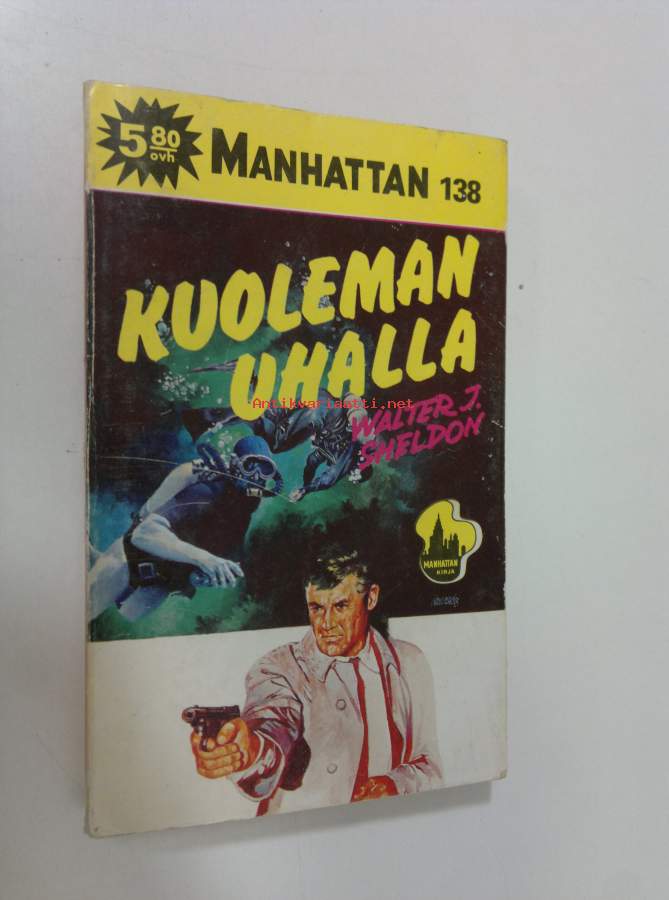 5 80
ovh
MANHATTAN 138
KUOLEMAN
UHALLA
Antikvariaatti.net
WALTER J.
SHELDON
MANHATTAN
KIRJA